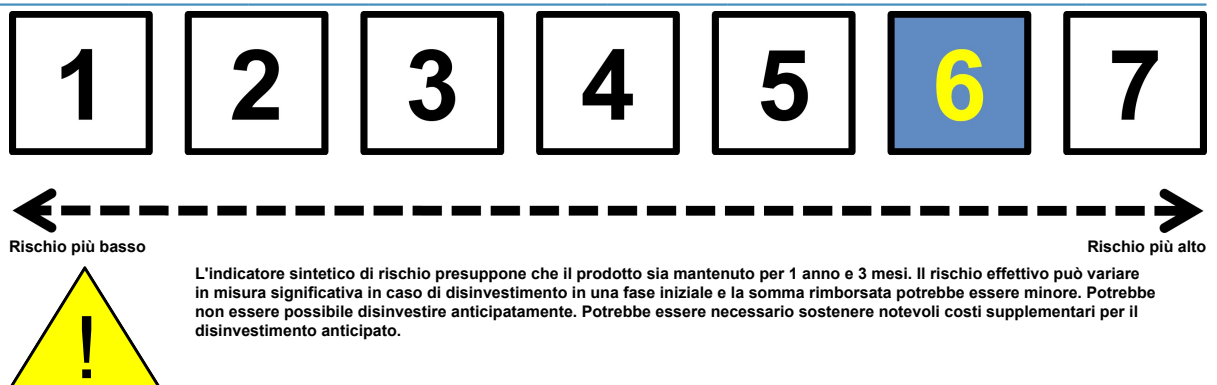 1 2 3 4 5 6 7
Rischio più basso Rischio più alto
L'indicatore sintetico di rischio presuppone che il prodotto sia mantenuto per 1 anno e 3 mesi. Il rischio effettivo può variare
in misura significativa in caso di disinvestimento in una fase iniziale e la somma rimborsata potrebbe essere minore. Potrebbe
non essere possibile disinvestire anticipatamente. Potrebbe essere necessario sostenere notevoli costi supplementari per il
disinvestimento anticipato.
!